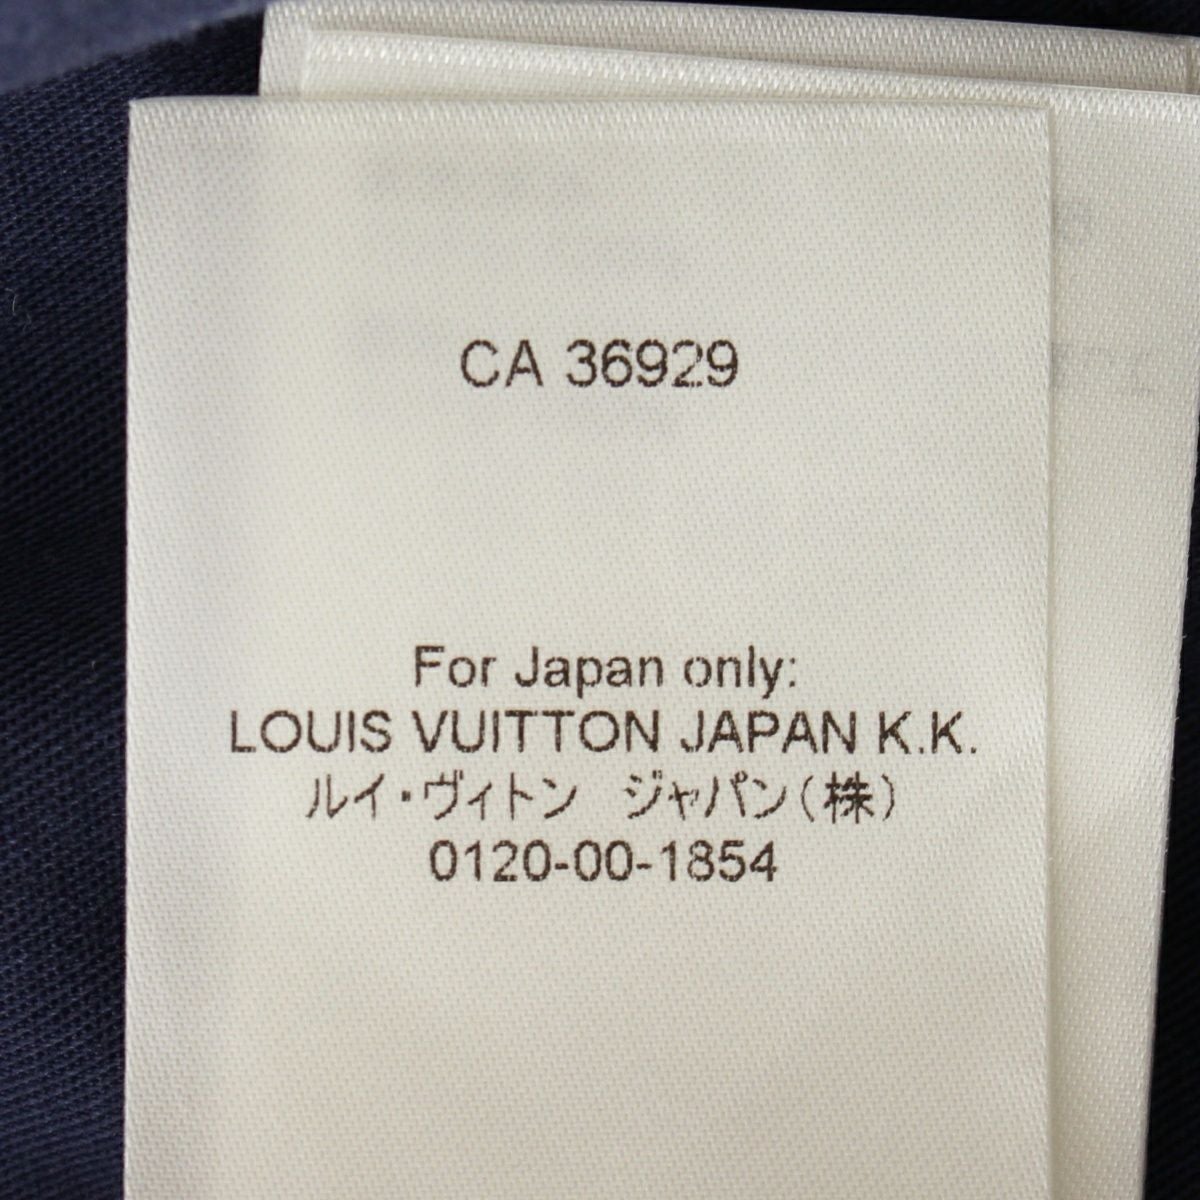 CA 36929
For Japan only:
LOUIS VUITTON JAPAN K.K.
ルイ・ヴィトン　ジャパン(株)
0120-00-1854